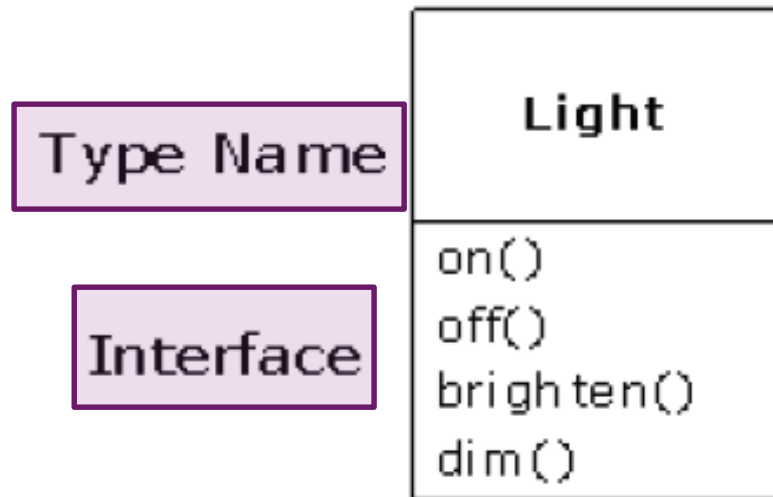 Type Name
Light
Interface
on()
off()
brighten()
dim()